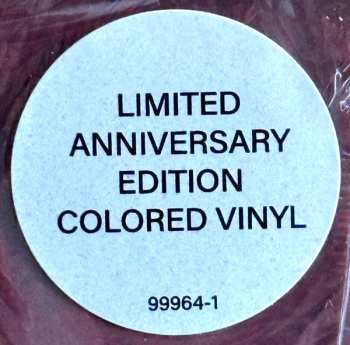 LIMITED
ANNIVERSARY
EDITION
COLORED VINYL
99964-1